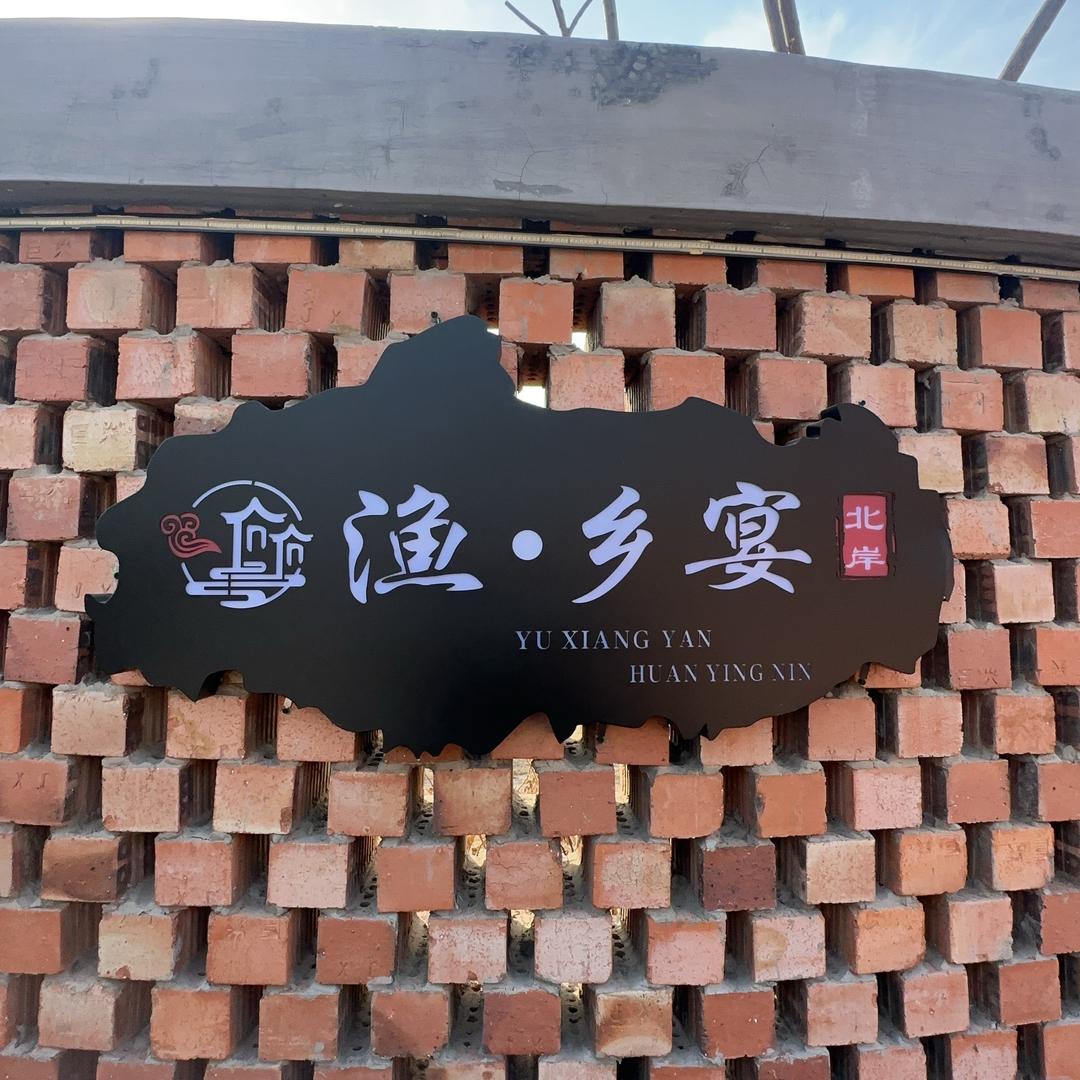 渔·乡宴
北岸
YU XIANG YAN
HUAN YING NIN